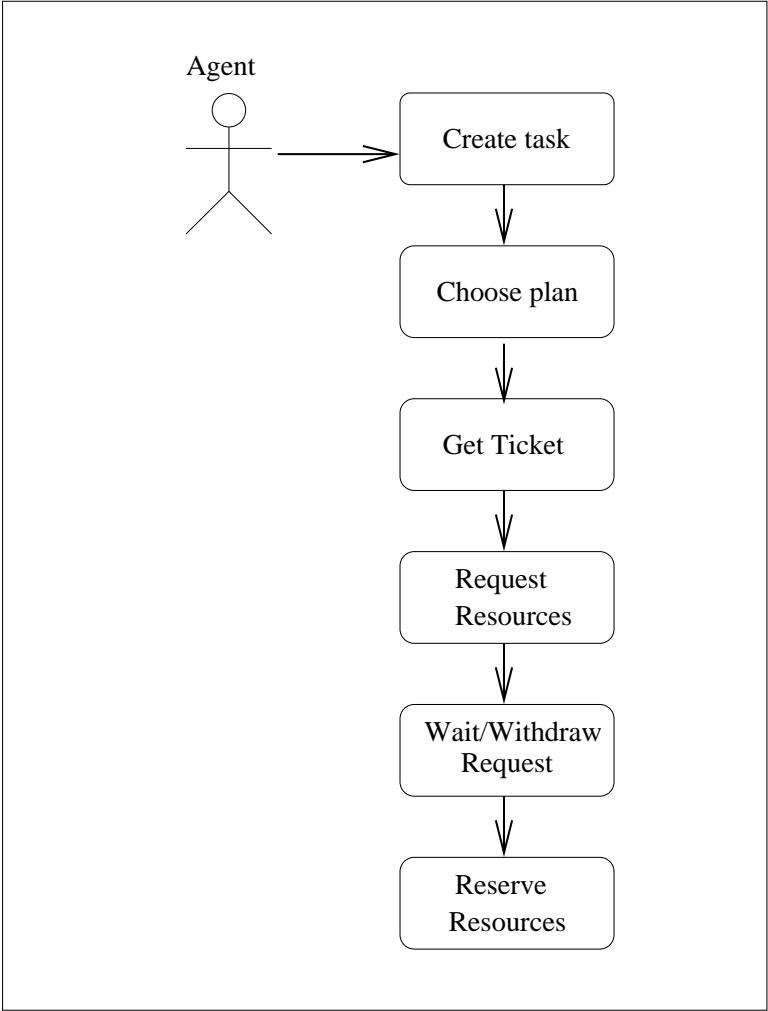 Agent
Create task
Choose plan
Get Ticket
Request
Resources
Wait/Withdraw
Request
Reserve
Resources